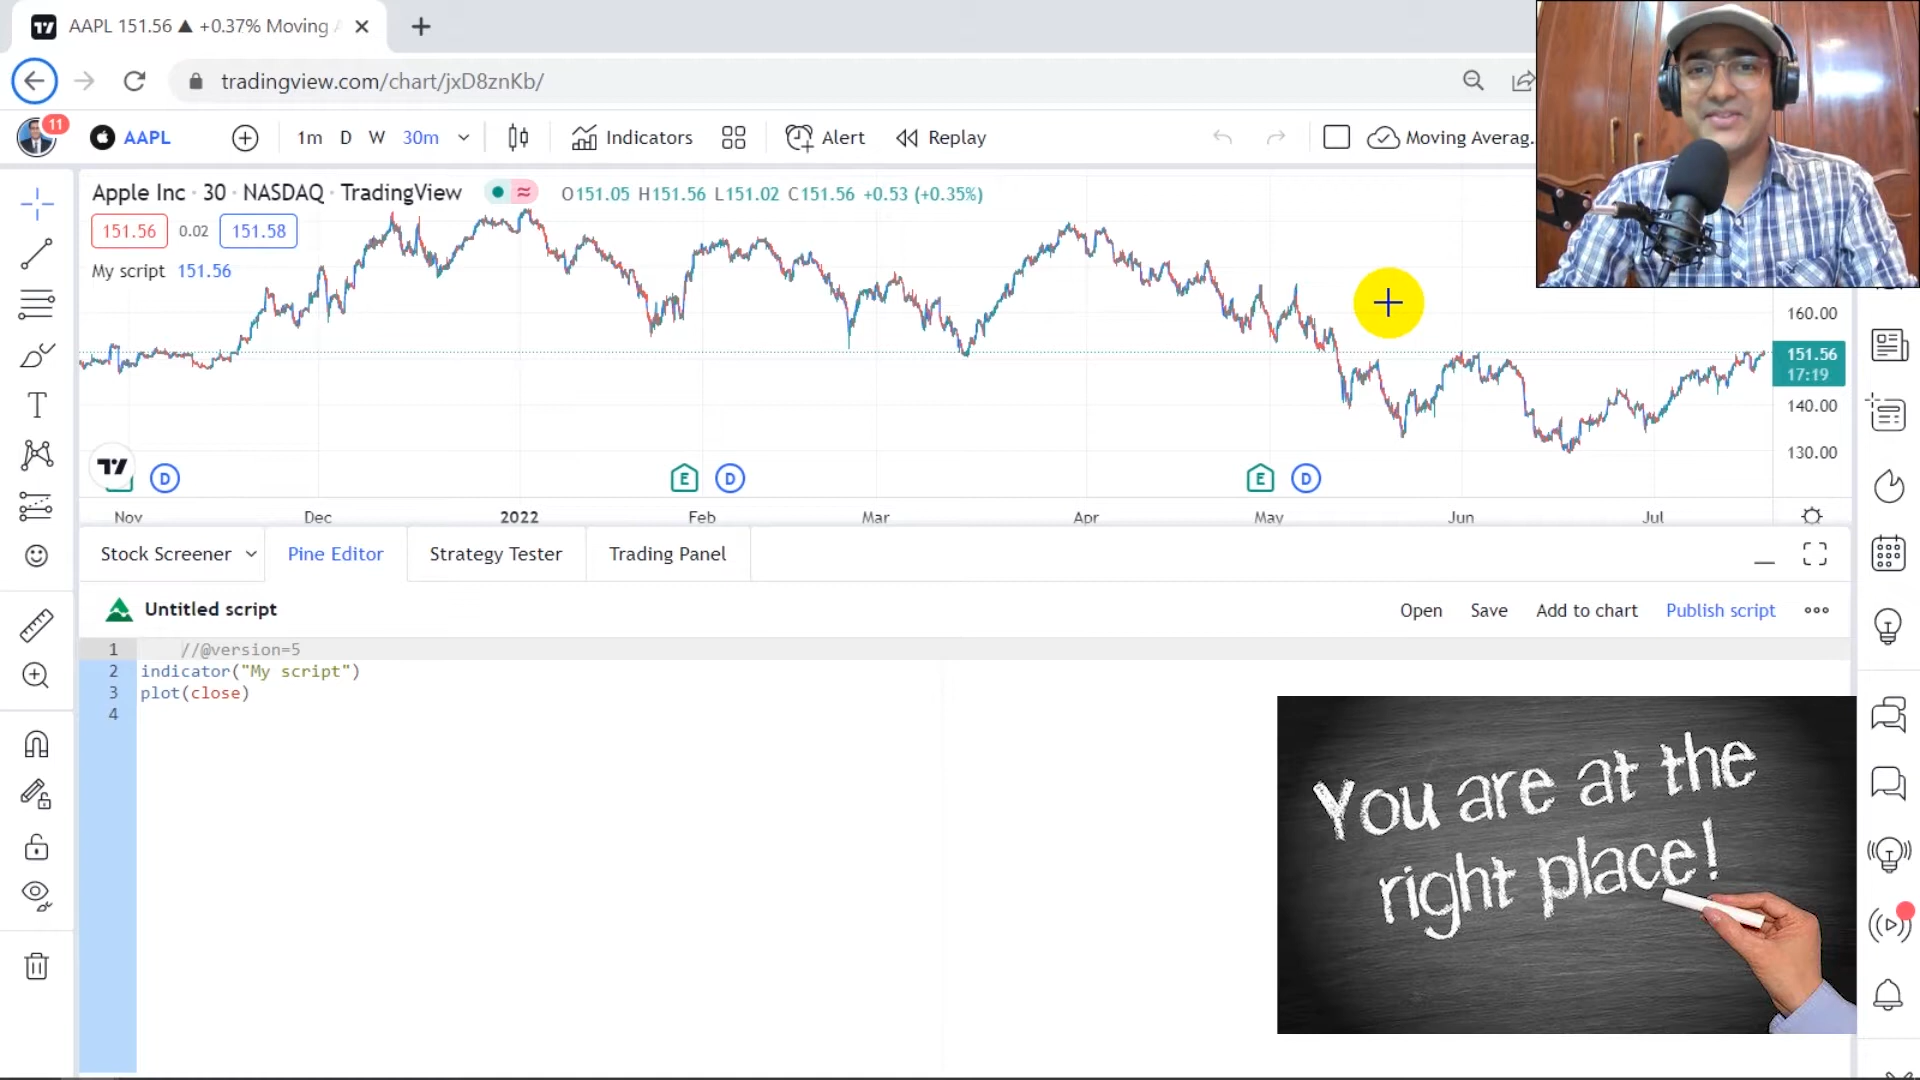 AAPL 151.56 ▲ +0.37% Moving
tradingview.com/chart/jxD8znKb/
11
AAPL
1m D W 30m
Indicators
Alert
Replay
Moving Averag..
Apple Inc · 30 · NASDAQ · TradingView
O151.05 H151.56 L151.02 C151.56 +0.53 (+0.35%)
151.56 0.02 151.58
My script 151.56
160.00
151.56
17:19
140.00
130.00
D E D E D
Nov Dec 2022 Feb Mar Apr May Jun Jul
Stock Screener Pine Editor Strategy Tester Trading Panel
Untitled script
Open Save Add to chart Publish script
1 //@version=5
2 indicator("My script")
3 plot(close)
4
You are at the
right place!